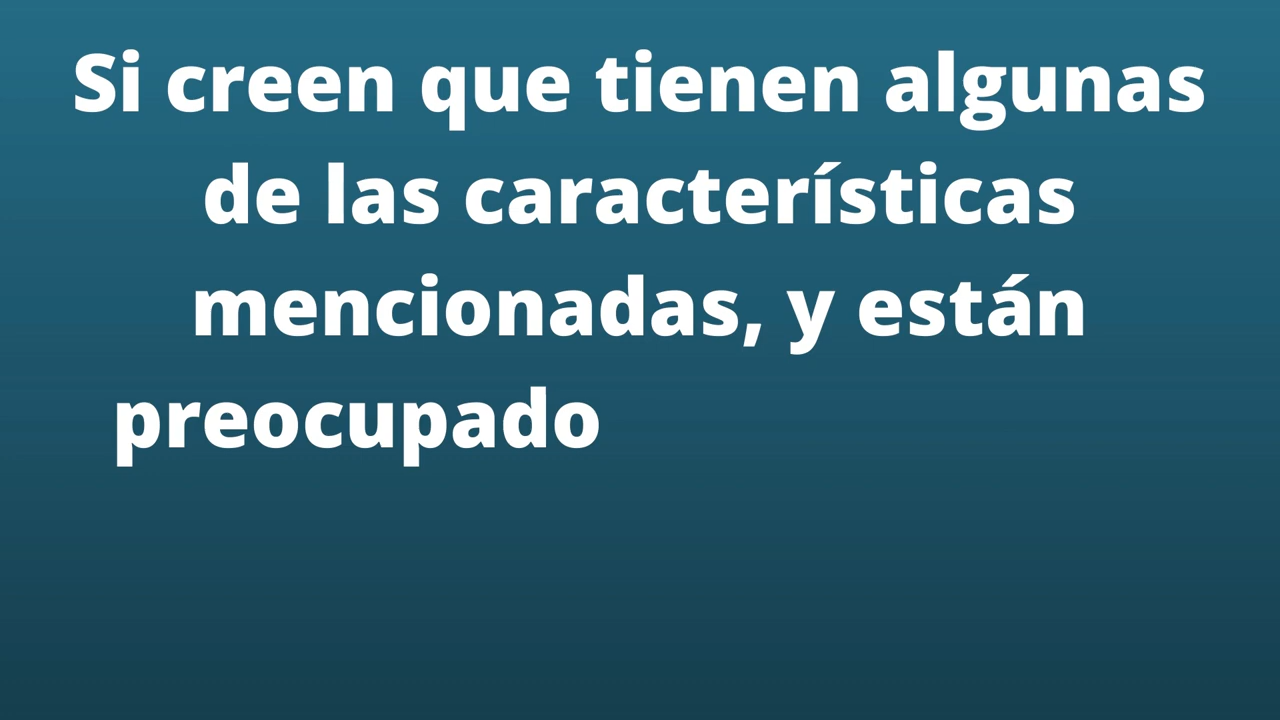 Si creen que tienen algunas
de las características
mencionadas, y están
preocupado